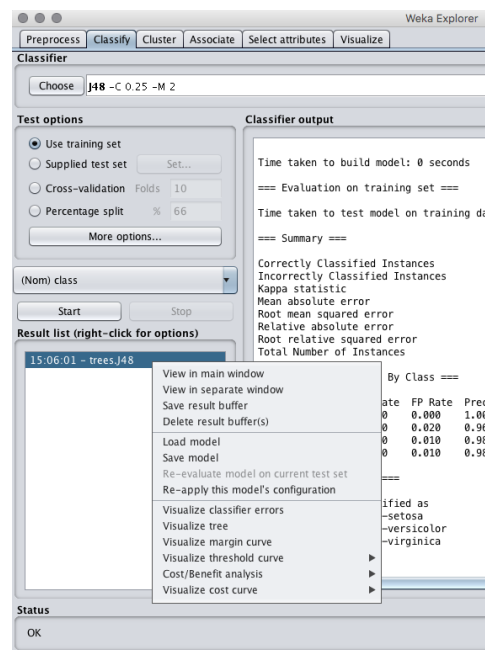 Weka Explorer
Preprocess Classify Cluster Associate Select attributes Visualize
Classifier
Choose J48 -C 0.25 -M 2
Test options
Use training set
Supplied test set Set...
Cross-validation Folds 10
Percentage split % 66
More options...
(Nom) class
Start Stop
Result list (right-click for options)
15:06:01 - trees.J48
Classifier output
Time taken to build model: 0 seconds
=== Evaluation on training set ===
Time taken to test model on training da
=== Summary ===
Correctly Classified Instances
Incorrectly Classified Instances
Kappa statistic
Mean absolute error
Root mean squared error
Relative absolute error
Root relative squared error
Total Number of Instances
By Class ===
ate FP Rate Prec
0 0.000 1.00
0 0.020 0.96
0 0.010 0.98
0 0.010 0.98
===
ified as
-setosa
-versicolor
-virginica
View in main window
View in separate window
Save result buffer
Delete result buffer(s)
Load model
Save model
Re-evaluate model on current test set
Re-apply this model's configuration
Visualize classifier errors
Visualize tree
Visualize margin curve
Visualize threshold curve
Cost/Benefit analysis
Visualize cost curve
Status
OK